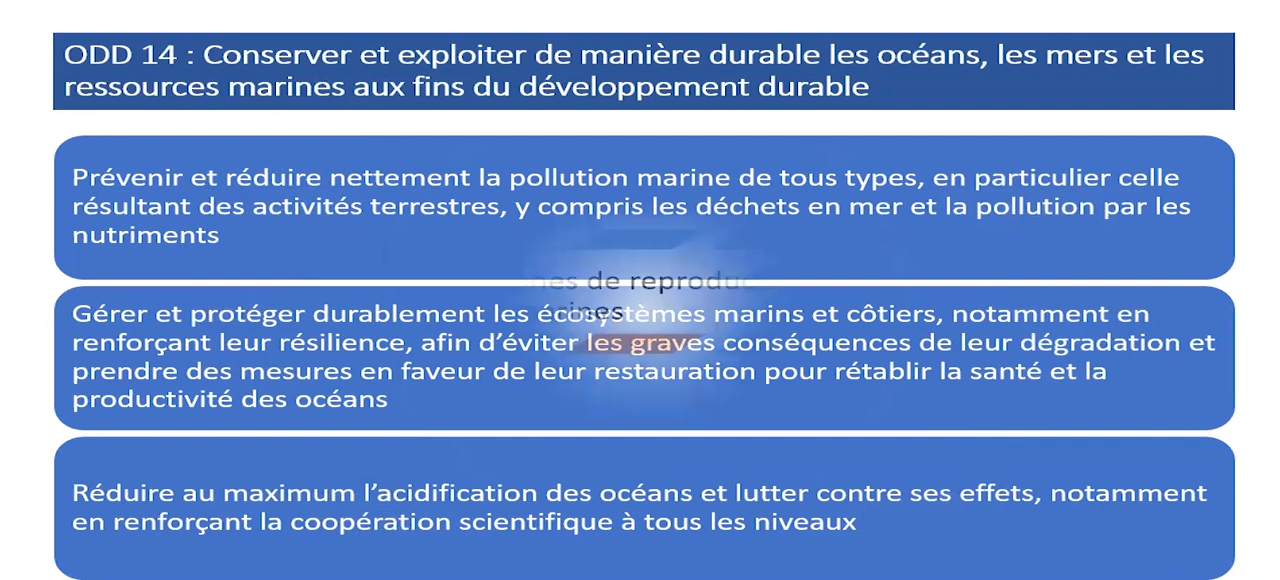 ODD 14 : Conserver et exploiter de manière durable les océans, les mers et les
ressources marines aux fins du développement durable
Prévenir et réduire nettement la pollution marine de tous types, en particulier celle
résultant des activités terrestres, y compris les déchets en mer et la pollution par les
nutriments
de
Gérer et protéger durablement les écosystèmes marins et côtiers, notamment en
renforçant leur résilience, afin d’éviter les graves conséquences de leur dégradation et
prendre des mesures en faveur de leur restauration pour rétablir la santé et la
productivité des océans
Réduire au maximum l’acidification des océans et lutter contre ses effets, notamment
en renforçant la coopération scientifique à tous les niveaux